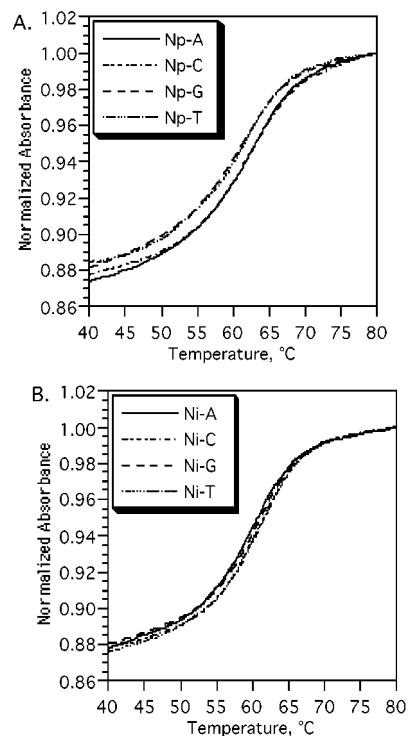 A.
1.02
1.00
0.98
0.96
0.94
0.92
0.90
0.88
0.86
Normalized Absorbance
Np-A
Np-C
Np-G
Np-T
40 45 50 55 60 65 70 75 80
Temperature, °C
B.
1.02
1.00
0.98
0.96
0.94
0.92
0.90
0.88
0.86
Normalized Absorbance
Ni-A
Ni-C
Ni-G
Ni-T
40 45 50 55 60 65 70 75 80
Temperature, °C